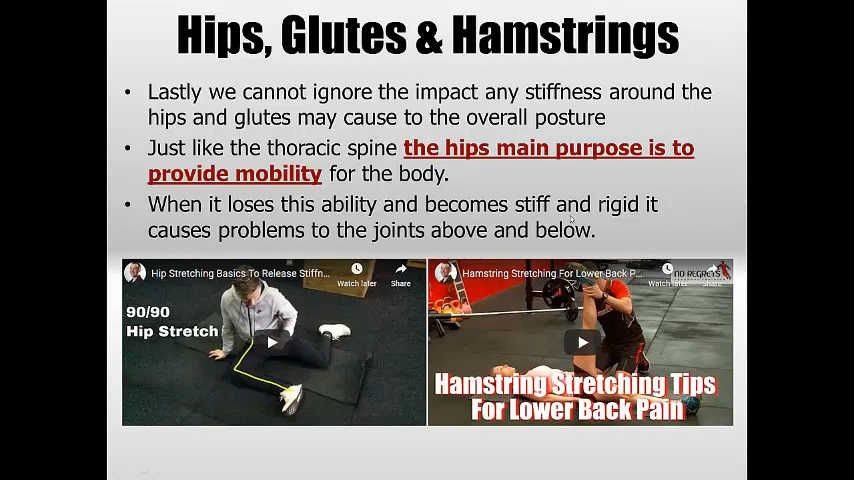 Hips, Glutes & Hamstrings
• Lastly we cannot ignore the impact any stiffness around the
hips and glutes may cause to the overall posture
• Just like the thoracic spine the hips main purpose is to
provide mobility for the body.
• When it loses this ability and becomes stiff and rigid it
causes problems to the joints above and below.
Hip Stretching Basics To Release Stiffn...
Watch later
Share
90/90
Hip Stretch
Hamstring Stretching For Lower Back P...
Watch later
Share
NO REGRETS
Hamstring Stretching Tips
For Lower Back Pain